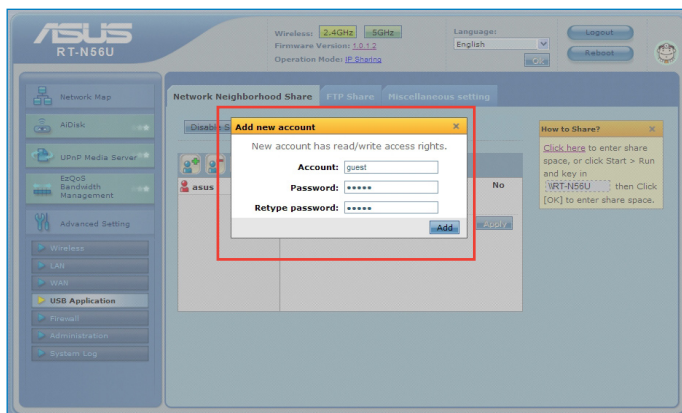 ASUS
RT-N56U
Wireless: 2.4GHz 5GHz
Firmware Version: 1.0.1.2
Operation Mode: IP Sharing
Language:
English
OK
Logout
Reboot
Network Map
AiDisk
UPnP Media Server
EzQoS
Bandwidth
Management
Advanced Setting
Wireless
LAN
WAN
USB Application
Firewall
Administration
System Log
Network Neighborhood Share
FTP Share
Miscellaneous setting
Disable S
asus
No
Apply
Add new account ×
New account has read/write access rights.
Account: guest
Password: •••••
Retype password: •••••
Add
How to Share? ×
Click here to enter share
space, or click Start > Run
and key in
\\RT-N56U then Click
[OK] to enter share space.